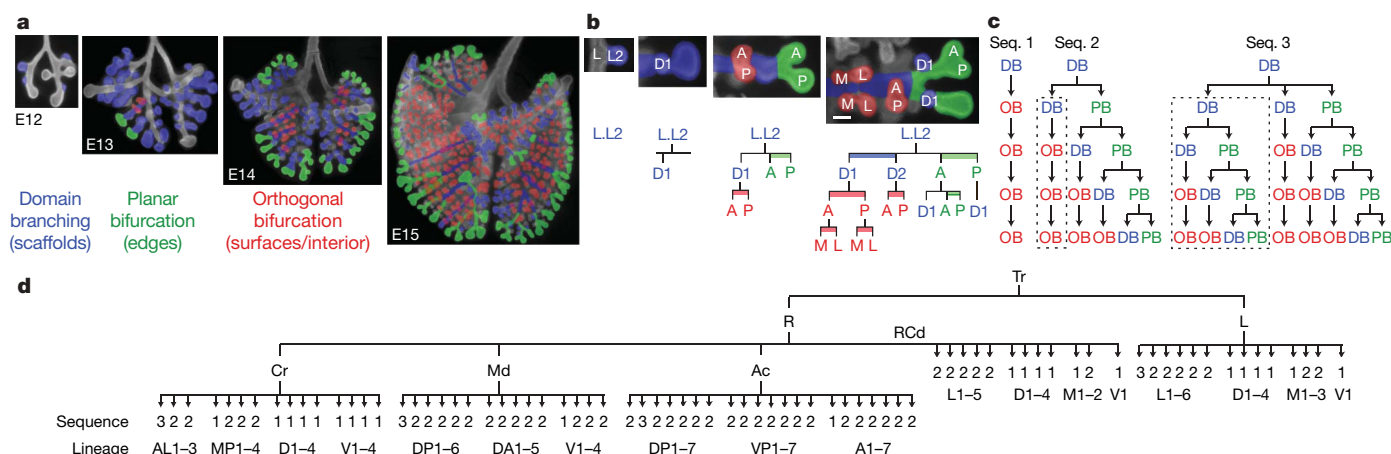 a
E12
E13
E14
E15
Domain branching (scaffolds)
Planar bifurcation (edges)
Orthogonal bifurcation (surfaces/interior)
b
L L2
D1
A P A P
M L A P M L D1 A P D1
L.L2
D1
L.L2
D1 A P
A P
L.L2
D1 D2 A P
A P A P D1 A P D1
M L M L
c
Seq. 1 Seq. 2 Seq. 3
DB DB DB
OB DB PB DB DB PB
OB OB DB PB DB PB OB DB PB
OB OB OB DB PB OB DB PB OB OB DB PB
OB OB OB OB DB PB OB OB DB PB OB OB OB DB PB
d
Tr
R L
RCd
Cr Md Ac
2 2 2 2 2 1 1 1 1 1 2 1 3 2 2 2 2 2 1 1 1 1 1 2 2 1
L1–5 D1–4 M1–2 V1 L1–6 D1–4 M1–3 V1
Sequence 3 2 2 1 2 2 2 1 1 1 1 1 1 1 1 3 2 2 2 2 2 2 2 2 2 2 1 2 2 2 2 3 2 2 2 2 2 2 2 2 2 2 2 2 2 1 2 2 2 2 2 2
Lineage AL1–3 MP1–4 D1–4 V1–4 DP1–6 DA1–5 V1–4 DP1–7 VP1–7 A1–7